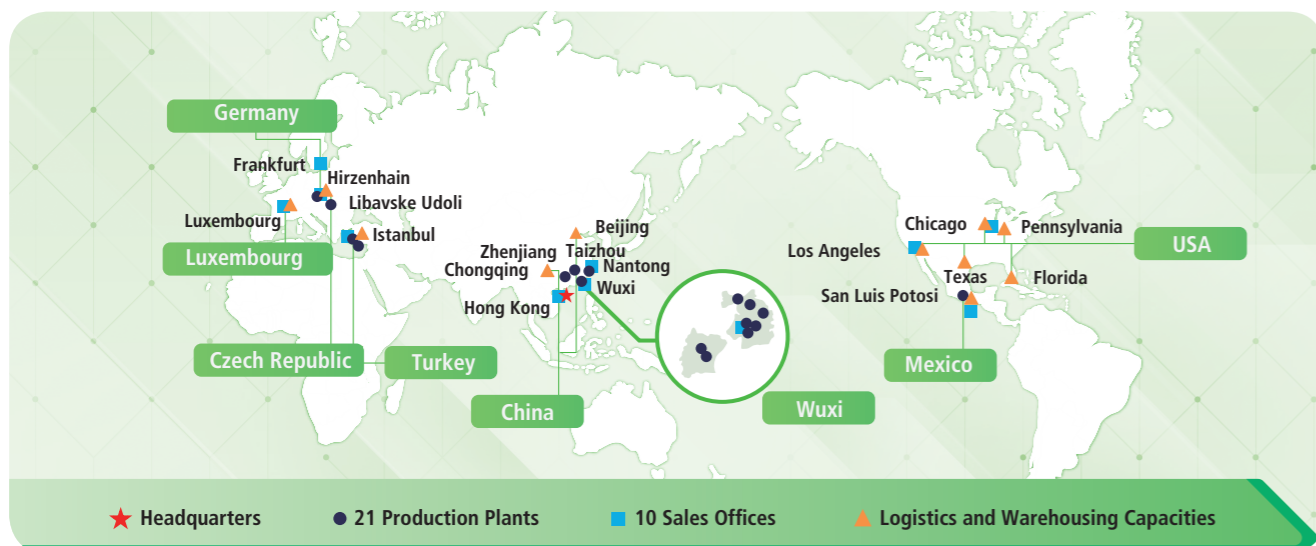 Germany
Frankfurt
Hirzenhain
Libavske Udoli
Luxembourg
Istanbul
Luxembourg
Czech Republic
Turkey
Beijing
Zhenjiang
Taizhou
Chongqing
Nantong
Wuxi
Hong Kong
China
Wuxi
Chicago
Pennsylvania
Los Angeles
USA
Texas
Florida
San Luis Potosi
Mexico
Headquarters
21 Production Plants
10 Sales Offices
Logistics and Warehousing Capacities